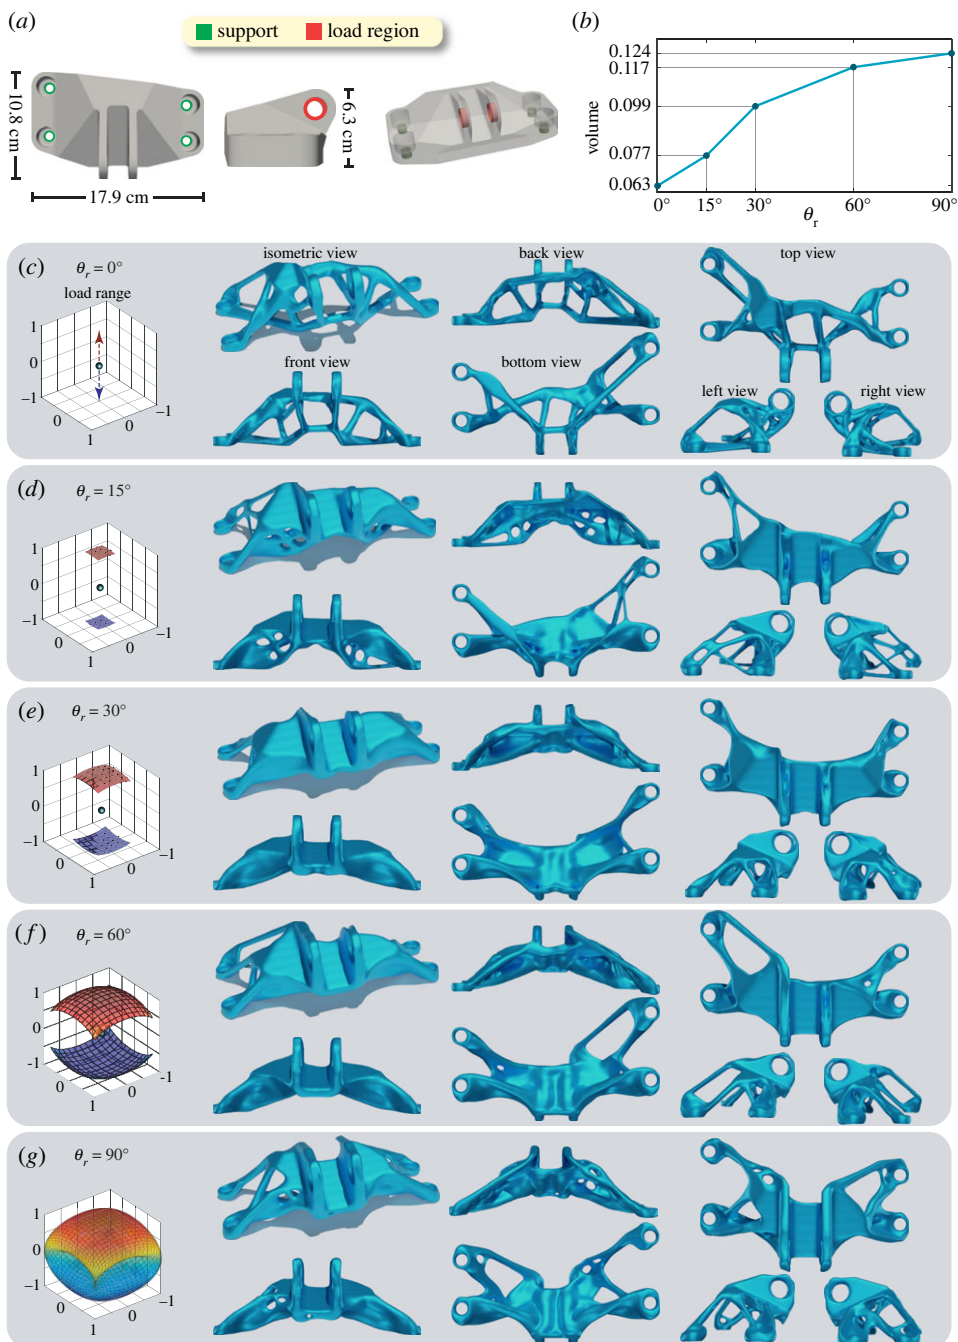 (a)
support
load region
10.8 cm
17.9 cm
6.3 cm
(b)
volume
0.124
0.117
0.099
0.077
0.063
0° 15° 30° 60° 90°
θr
(c)
θr = 0°
load range
1
0
–1
0
1
0
–1
isometric view
back view
top view
front view
bottom view
left view
right view
(d)
θr = 15°
1
0
–1
0
1
0
–1
(e)
θr = 30°
1
0
–1
0
1
0
–1
(f)
θr = 60°
1
0
-1
0
1
0
-1
(g)
θr = 90°
1
0
–1
0
1
0
–1